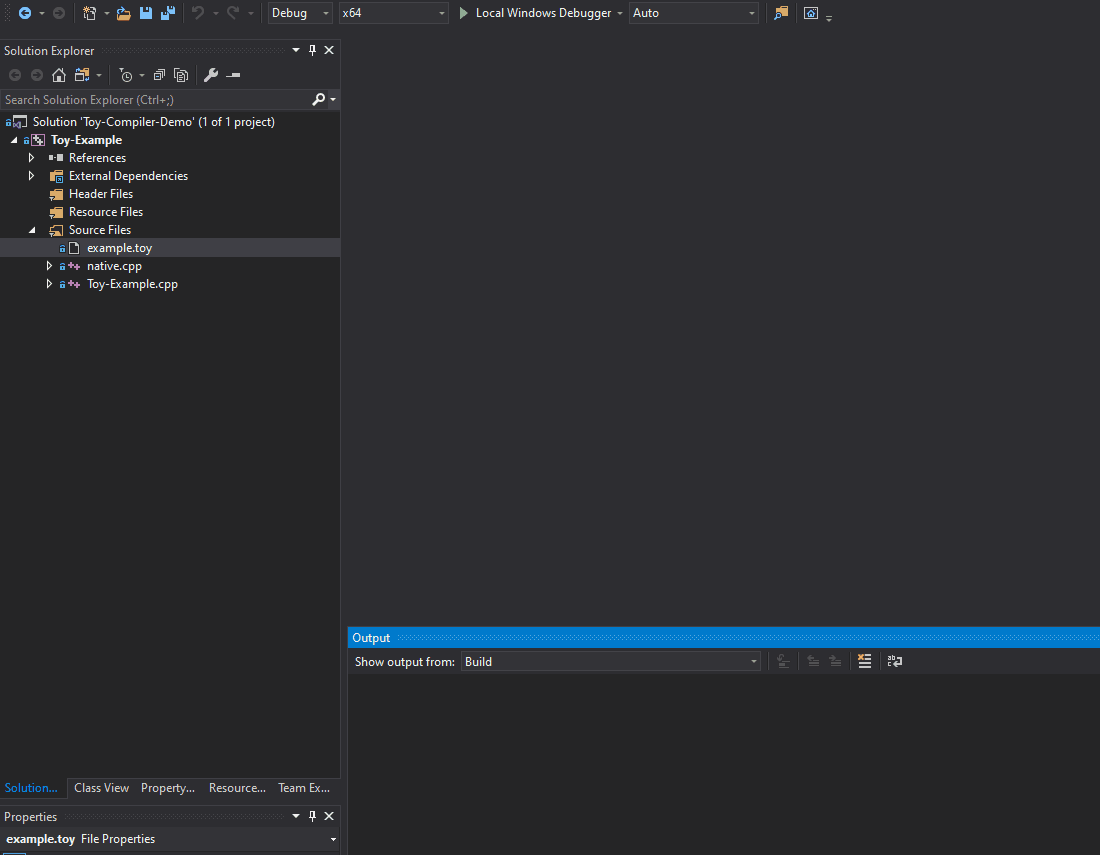 Debug x64 Local Windows Debugger Auto
Solution Explorer
Search Solution Explorer (Ctrl+;)
Solution 'Toy-Compiler-Demo' (1 of 1 project)
Toy-Example
References
External Dependencies
Header Files
Resource Files
Source Files
example.toy
native.cpp
Toy-Example.cpp
Output
Show output from: Build
Solution... Class View Property... Resource... Team Ex...
Properties
example.toy File Properties